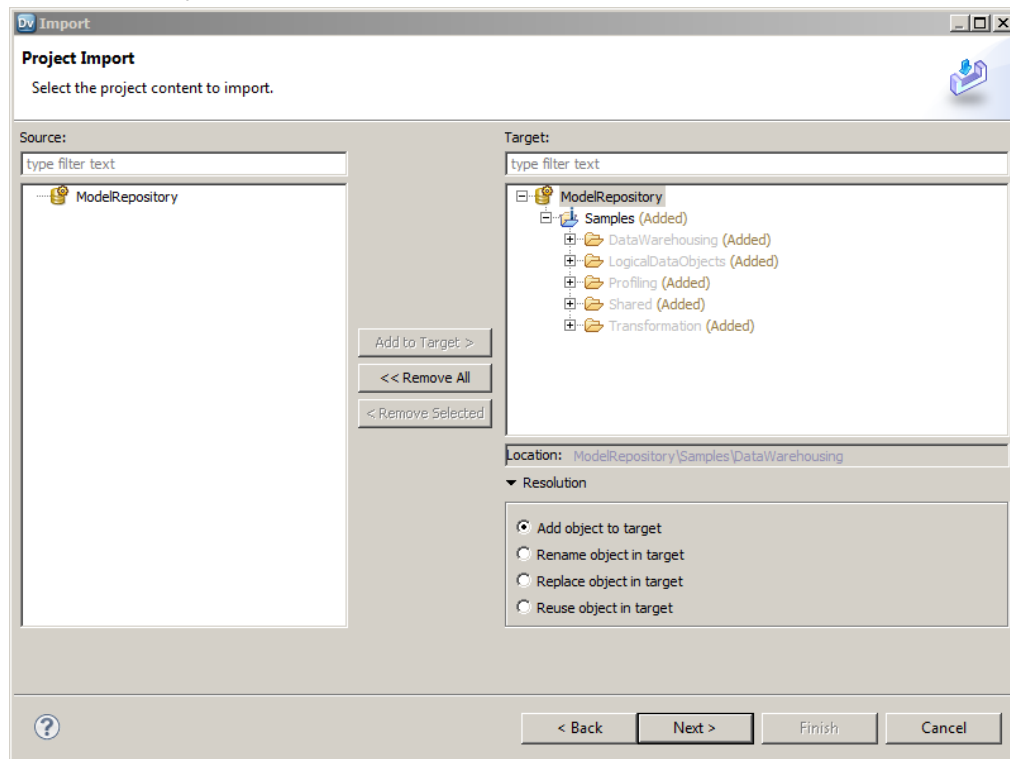 Dv Import
Project Import
Select the project content to import.
Source:
Target:
type filter text
type filter text
ModelRepository
ModelRepository
Samples (Added)
DataWarehousing (Added)
LogicalDataObjects (Added)
Profiling (Added)
Shared (Added)
Transformation (Added)
Add to Target >
<< Remove All
< Remove Selected
Location: ModelRepository\Samples\DataWarehousing
Resolution
Add object to target
Rename object in target
Replace object in target
Reuse object in target
?
< Back
Next >
Finish
Cancel